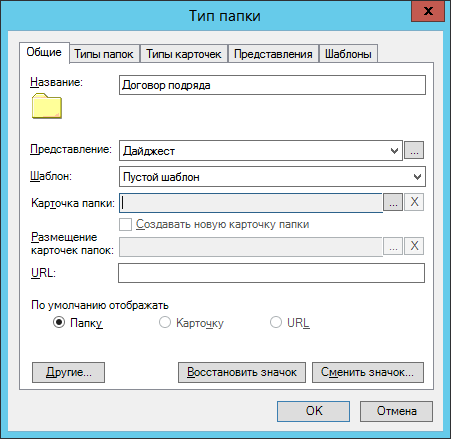 Тип папки
X
Общие Типы папок Типы карточек Представления Шаблоны
Название: Договор подряда
Представление: Дайджест ...
Шаблон: Пустой шаблон
Карточка папки: ... X
Создавать новую карточку папки
Размещение
карточек папок: ... X
URL:
По умолчанию отображать
Папку Карточку URL
Другие... Восстановить значок Сменить значок...
OK Отмена